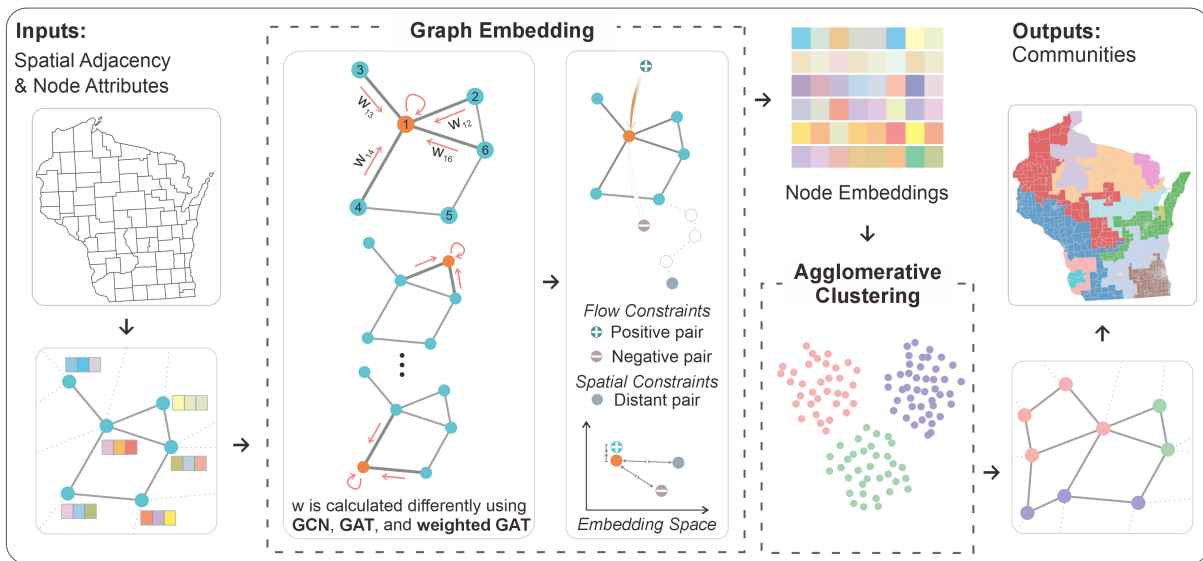 Inputs:
Spatial Adjacency
& Node Attributes
Graph Embedding
3
2
1
6
4
5
W13
W12
W14
W16
w is calculated differently using
GCN, GAT, and weighted GAT
Flow Constraints
Positive pair
Negative pair
Spatial Constraints
Distant pair
Embedding Space
Node Embeddings
Agglomerative
Clustering
Outputs:
Communities